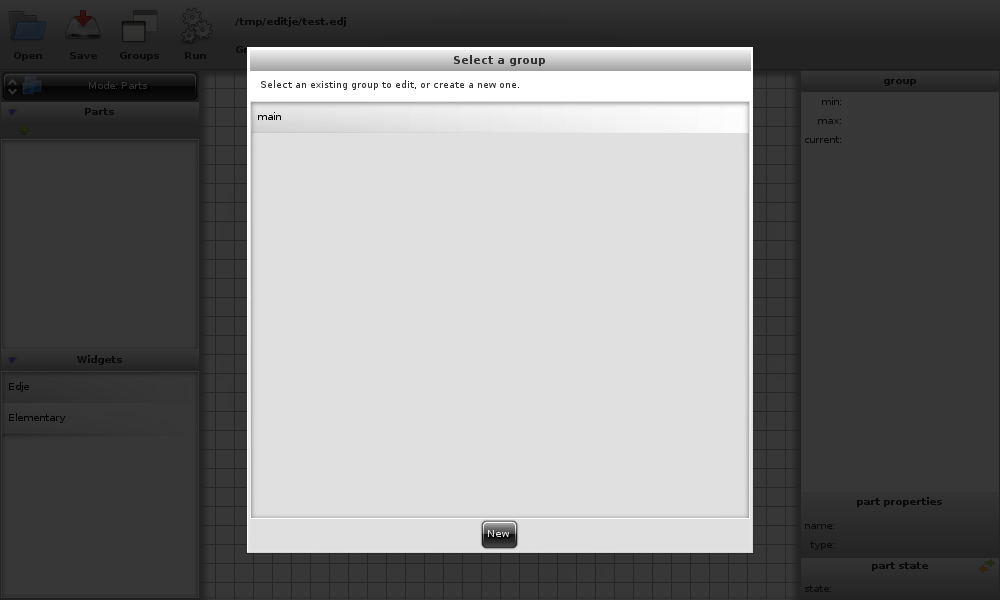 /tmp/editje/test.edj
Open
Save
Groups
Run
Select a group
Select an existing group to edit, or create a new one.
main
New
Mode: Parts
Parts
Widgets
Edje
Elementary
group
min:
max:
current:
part properties
name:
type:
part state
state: